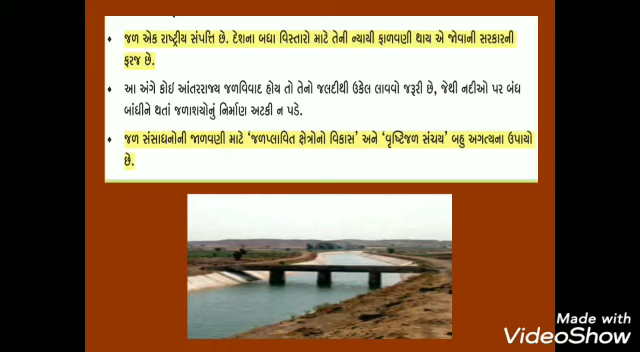 જળ એક રાષ્ટ્રીય સંપત્તિ છે. દેશના બધા વિસ્તારો માટે તેની ન્યાયી ફાળવણી થાય એ જોવાની સરકારની
ફરજ છે.
આ અંગે કોઇ આંતરરાજ્ય જળવિવાદ હોય તો તેનો જલદીથી ઉકેલ લાવવો જરૂરી છે, જેથી નદીઓ પર બંધ
બાંધીને થતાં જળાશયોનું નિર્માણ અટકી ન પડે.
જળ સંસાધનોની જાળવણી માટે ‘જળપ્લાવિત ક્ષેત્રોનો વિકાસ’ અને ‘વૃષ્ટિજળ સંચય’ બહુ અગત્યના ઉપાયો
છે.
Made with
VideoShow